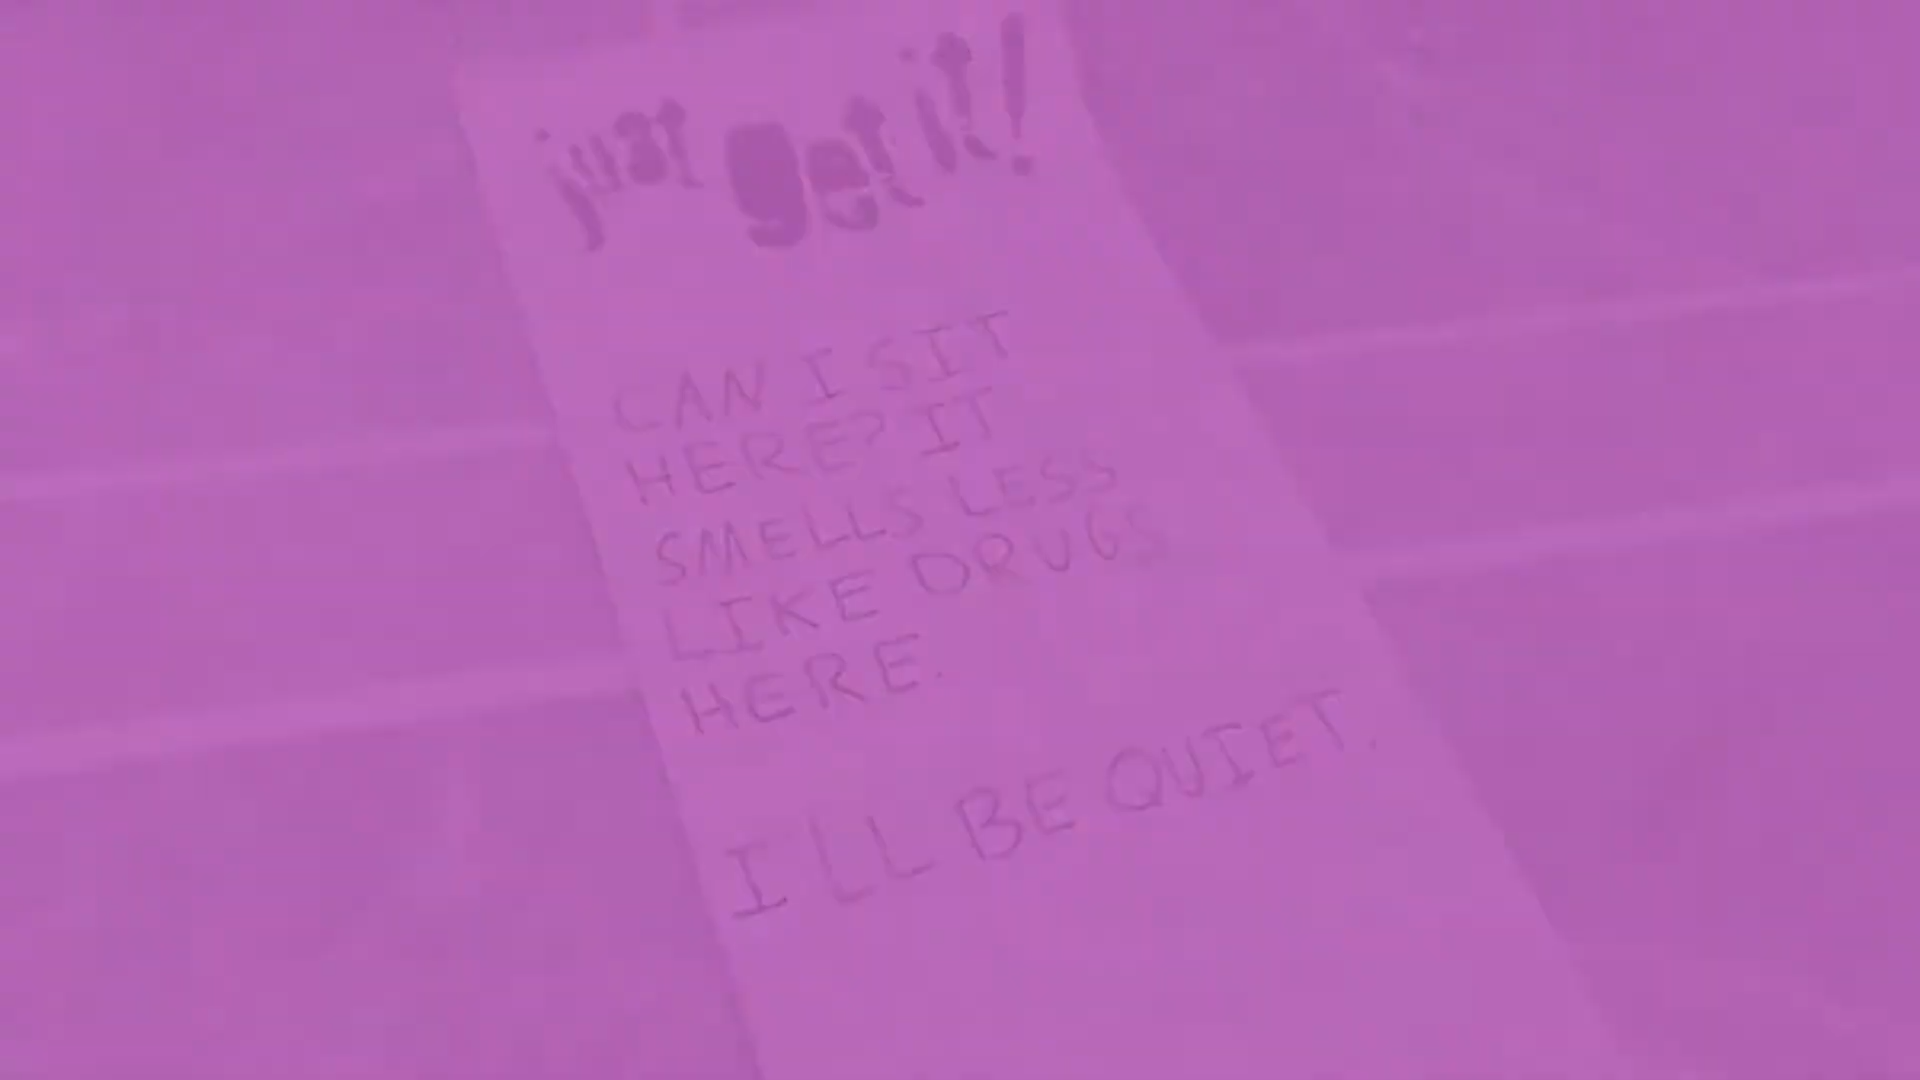 just get it!
CAN I SIT
HERE? IT
SMELLS LESS
LIKE DRUGS
HERE.
I'LL BE QUIET.